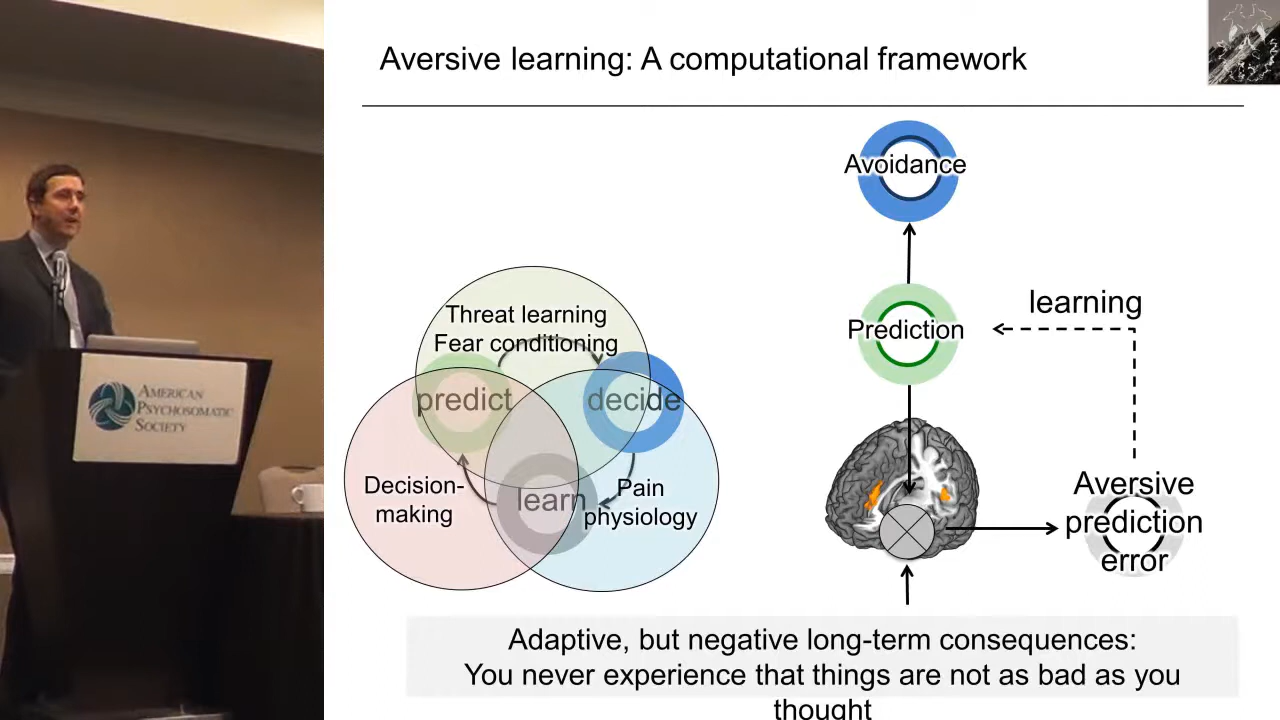 Aversive learning: A computational framework
Avoidance
Threat learning
Fear conditioning
Prediction
learning
predict
decide
Decision-
making
learn
Pain
physiology
Aversive
prediction
error
AMERICAN
PSYCHOSOMATIC
SOCIETY
Adaptive, but negative long-term consequences:
You never experience that things are not as bad as you
thought